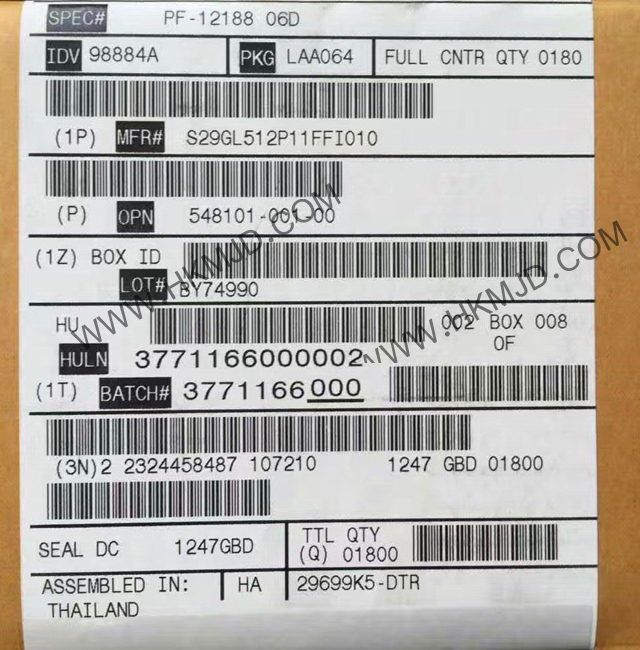 SPEC# PF-12188 06D
IDV 98884A PKG LAA064 FULL CNTR QTY 0180
(1P) MFR# S29GL512P11FFI010
(P) OPN 548101-001-00
(1Z) BOX ID
LOT# BY74990
HU 002 BOX 008
OF
HULN 3771166000002
(1T) BATCH# 3771166000
(3N)2 2324458487 107210 1247 GBD 01800
SEAL DC 1247GBD TTL QTY
(Q) 01800
ASSEMBLED IN: HA 29699K5-DTR
THAILAND
WWW.HKMJD.COM
WWW.HKMJD.COM